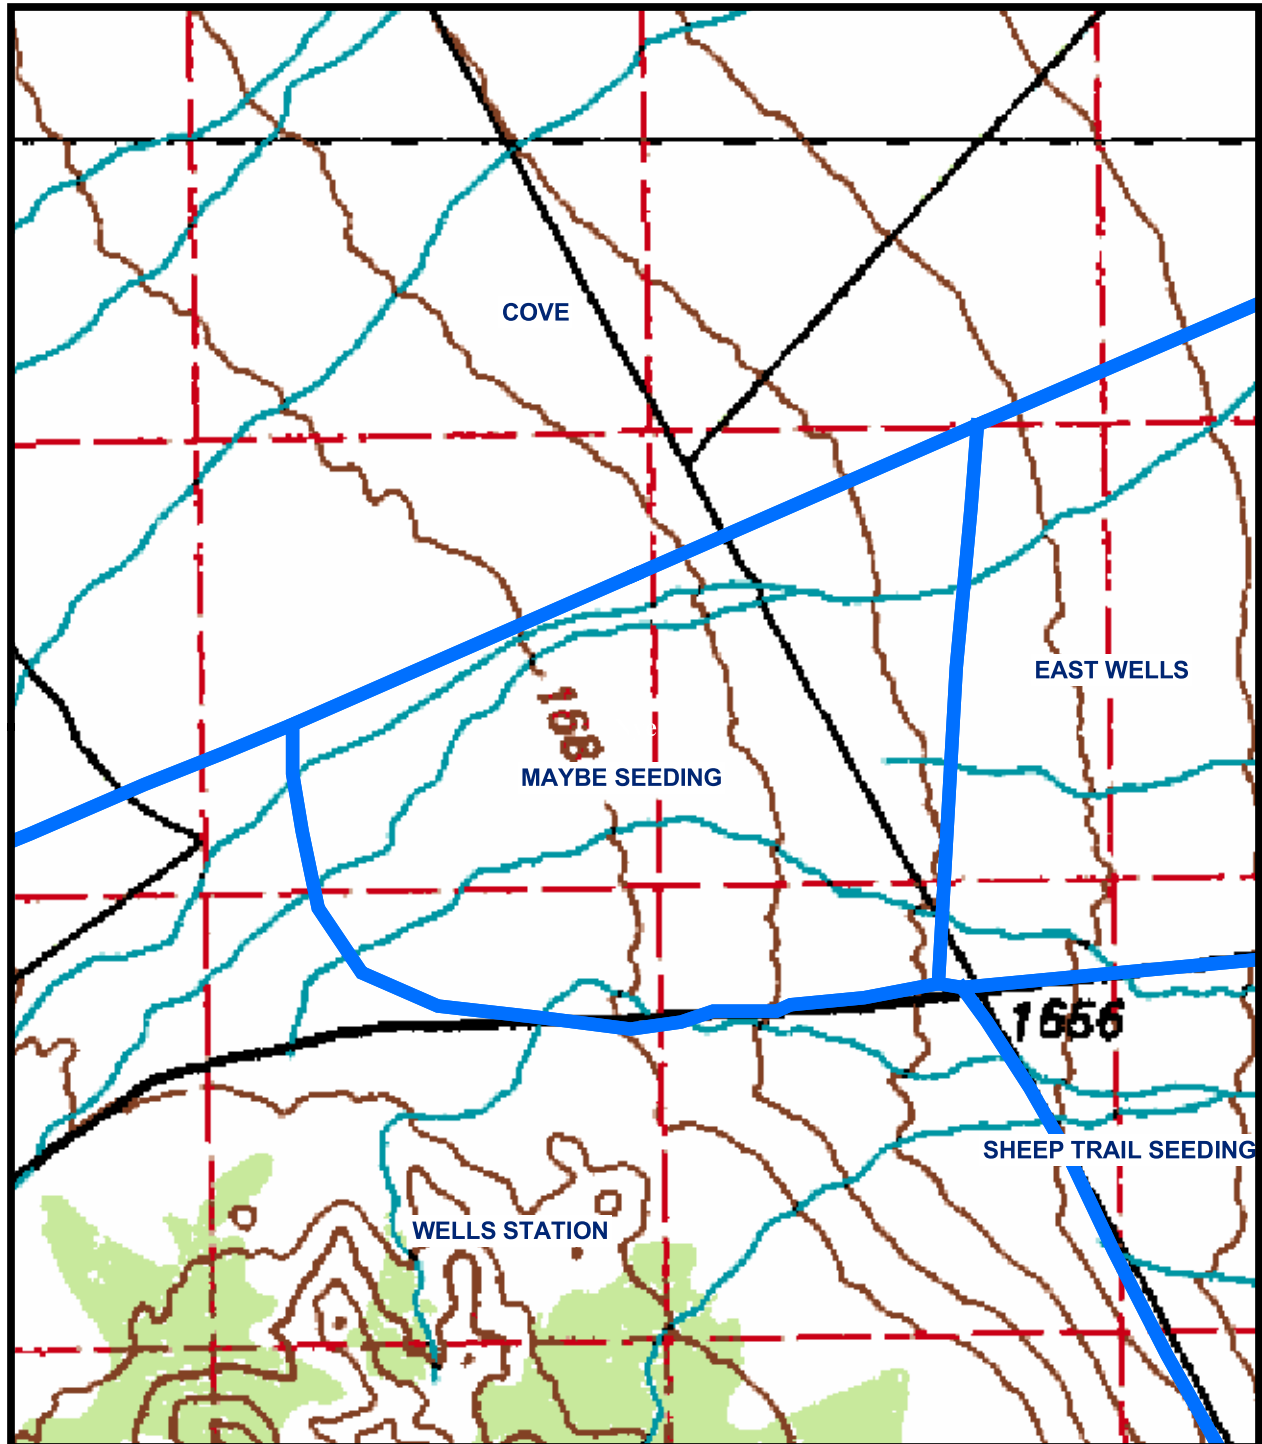 COVE
EAST WELLS
168
MAYBE SEEDING
1656
SHEEP TRAIL SEEDING
WELLS STATION